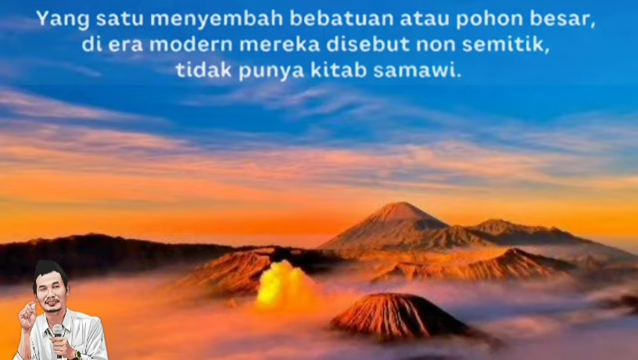 Yang satu menyembah bebatuan atau pohon besar,
di era modern mereka disebut non semitik,
tidak punya kitab samawi.